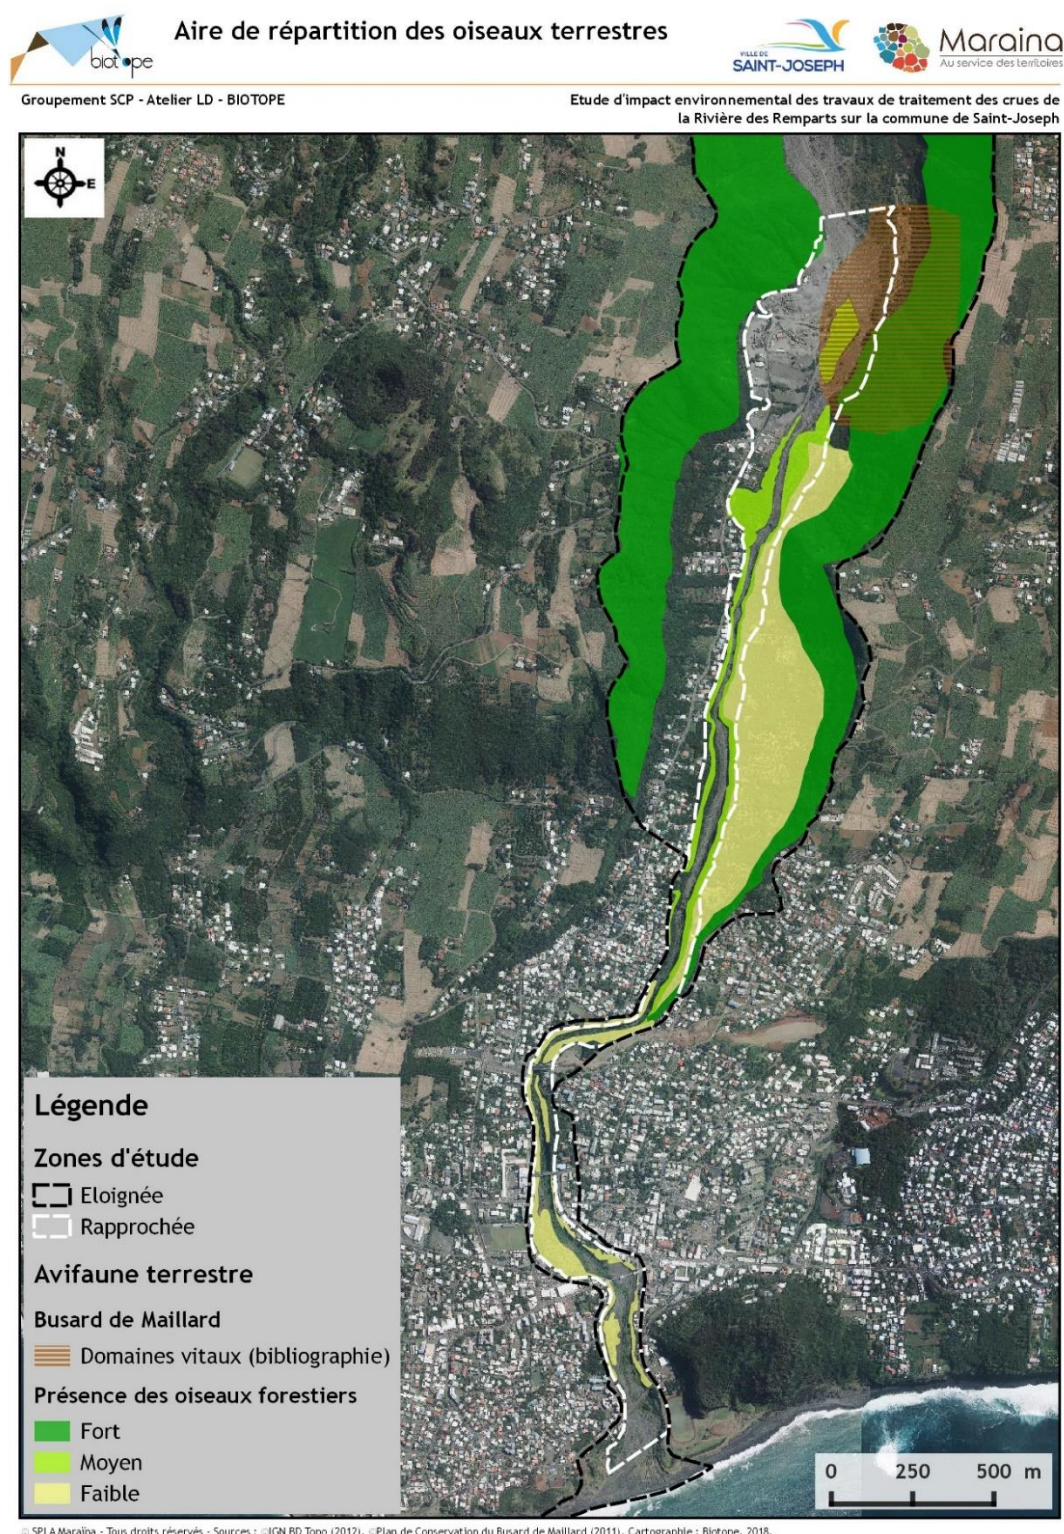 biotope
Aire de répartition des oiseaux terrestres
VILLE DE
SAINT-JOSEPH
Maraina
Au service des territoires
Groupement SCP - Atelier LD - BIOTOPE
Etude d'impact environnemental des travaux de traitement des crues de
la Rivière des Remparts sur la commune de Saint-Joseph
N
E
Légende
Zones d'étude
Eloignée
Rapprochée
Avifaune terrestre
Busard de Maillard
Domaines vitaux (bibliographie)
Présence des oiseaux forestiers
Fort
Moyen
Faible
0 250 500 m
© SPLA Maraïna - Tous droits réservés - Sources : ©IGN BD Topo (2012), ©Plan de Conservation du Busard de Maillard (2011). Cartographie : Biotope, 2018.